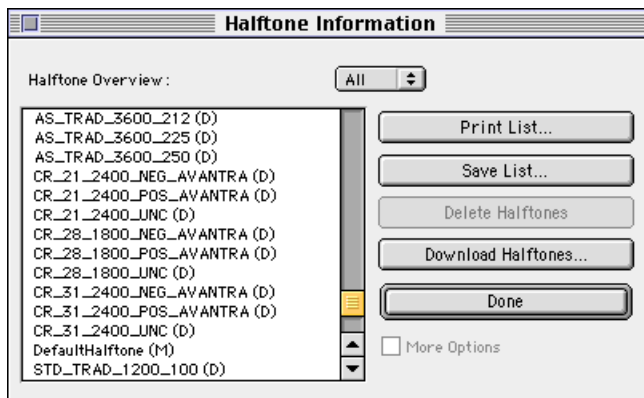 Halftone Information
Halftone Overview:
All
AS_TRAD_3600_212 (D)
AS_TRAD_3600_225 (D)
AS_TRAD_3600_250 (D)
CR_21_2400_NEG_AVANTRA (D)
CR_21_2400_POS_AVANTRA (D)
CR_21_2400_UNC (D)
CR_28_1800_NEG_AVANTRA (D)
CR_28_1800_POS_AVANTRA (D)
CR_28_1800_UNC (D)
CR_31_2400_NEG_AVANTRA (D)
CR_31_2400_POS_AVANTRA (D)
CR_31_2400_UNC (D)
DefaultHalftone (M)
STD_TRAD_1200_100 (D)
Print List...
Save List...
Delete Halftones
Download Halftones...
Done
More Options